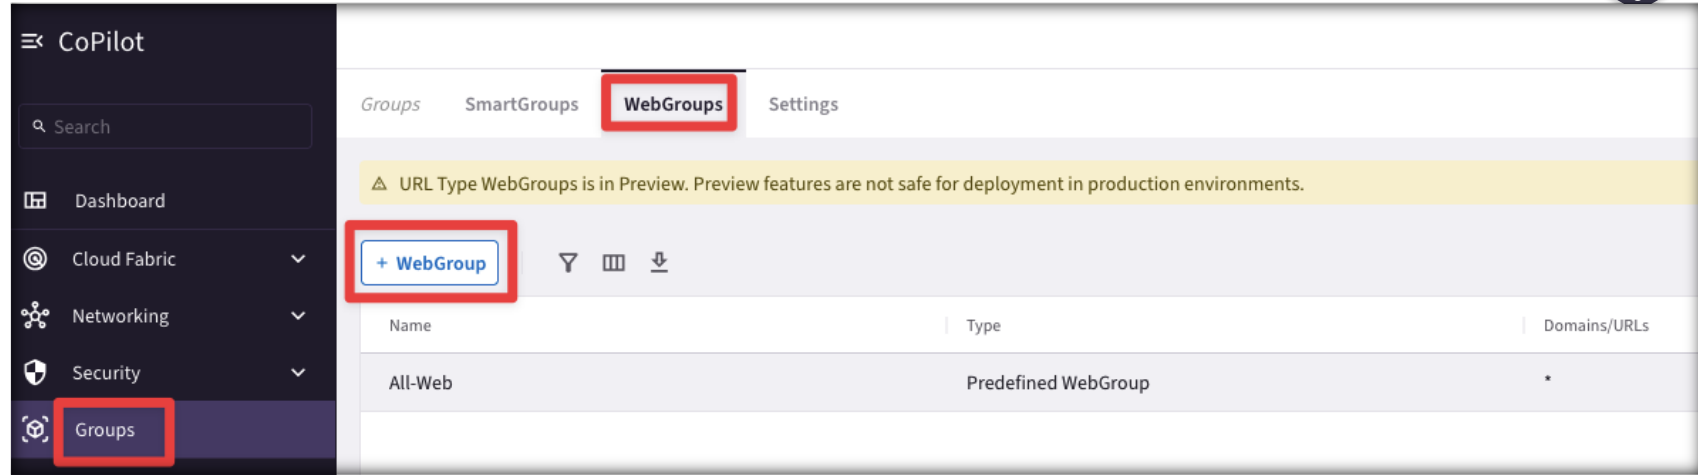 CoPilot
Search
Dashboard
Cloud Fabric
Networking
Security
Groups
Groups SmartGroups WebGroups Settings
URL Type WebGroups is in Preview. Preview features are not safe for deployment in production environments.
+ WebGroup
Name Type Domains/URLs
All-Web Predefined WebGroup *